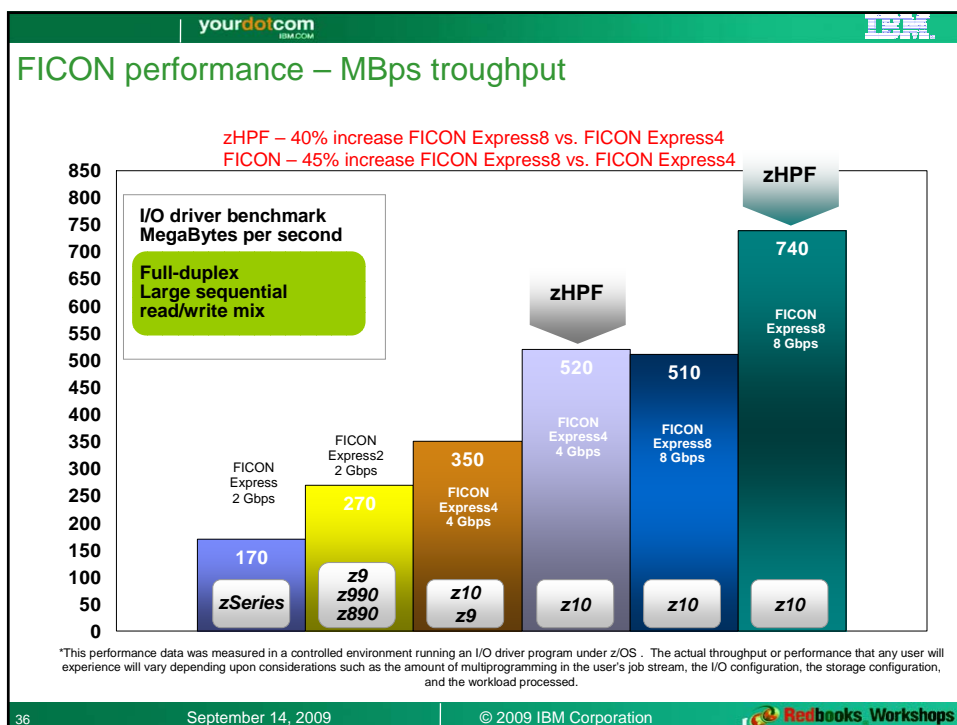 yourdotcom
IBM.COM
IBM.
FICON performance – MBps troughput
zHPF – 40% increase FICON Express8 vs. FICON Express4
FICON – 45% increase FICON Express8 vs. FICON Express4
850
800
750
700
650
600
550
500
450
400
350
300
250
200
150
100
50
0
I/O driver benchmark
MegaBytes per second
Full-duplex
Large sequential
read/write mix
FICON
Express
2 Gbps
170
zSeries
FICON
Express2
2 Gbps
270
z9
z990
z890
350
FICON
Express4
4 Gbps
z10
z9
zHPF
520
FICON
Express4
4 Gbps
z10
510
FICON
Express8
8 Gbps
z10
zHPF
740
FICON
Express8
8 Gbps
z10
*This performance data was measured in a controlled environment running an I/O driver program under z/OS . The actual throughput or performance that any user will
experience will vary depending upon considerations such as the amount of multiprogramming in the user's job stream, the I/O configuration, the storage configuration,
and the workload processed.
36
September 14, 2009
© 2009 IBM Corporation
Redbooks Workshops